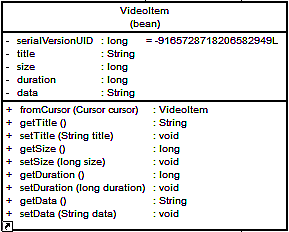 VideoItem
(bean)
- serialVersionUID : long = -9165728718206582949L
- title : String
- size : long
- duration : long
- data : String
+ fromCursor (Cursor cursor) : VideoItem
+ getTitle () : String
+ setTitle (String title) : void
+ getSize () : long
+ setSize (long size) : void
+ getDuration () : long
+ setDuration (long duration) : void
+ getData () : String
+ setData (String data) : void